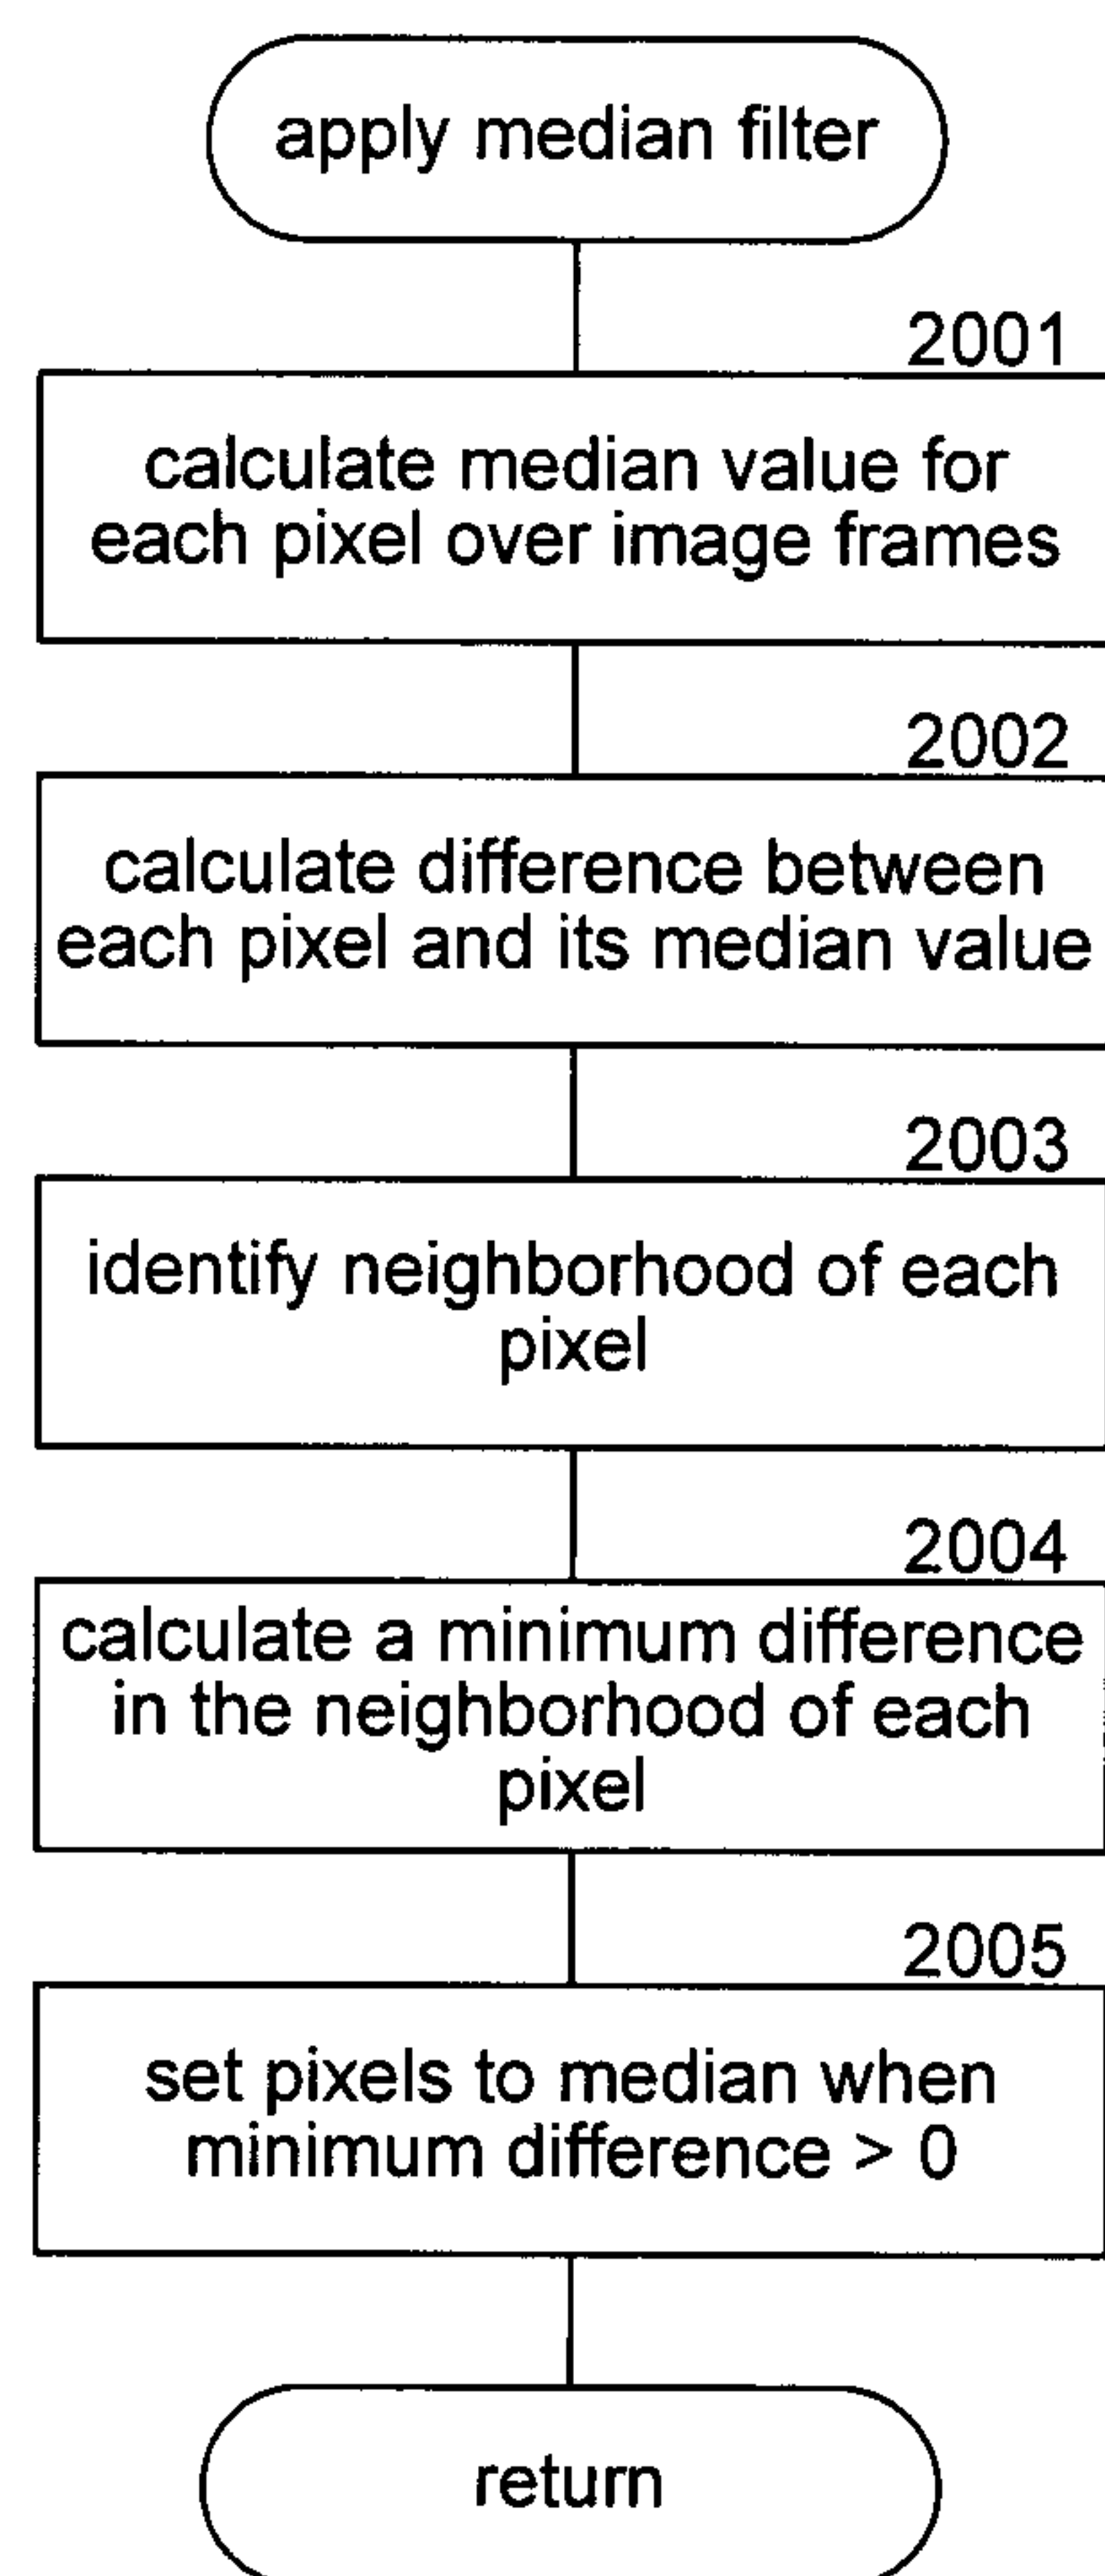 apply median filter
2001
calculate median value for
each pixel over image frames
2002
calculate difference between
each pixel and its median value
2003
identify neighborhood of each
pixel
2004
calculate a minimum difference
in the neighborhood of each
pixel
2005
set pixels to median when
minimum difference > 0
return